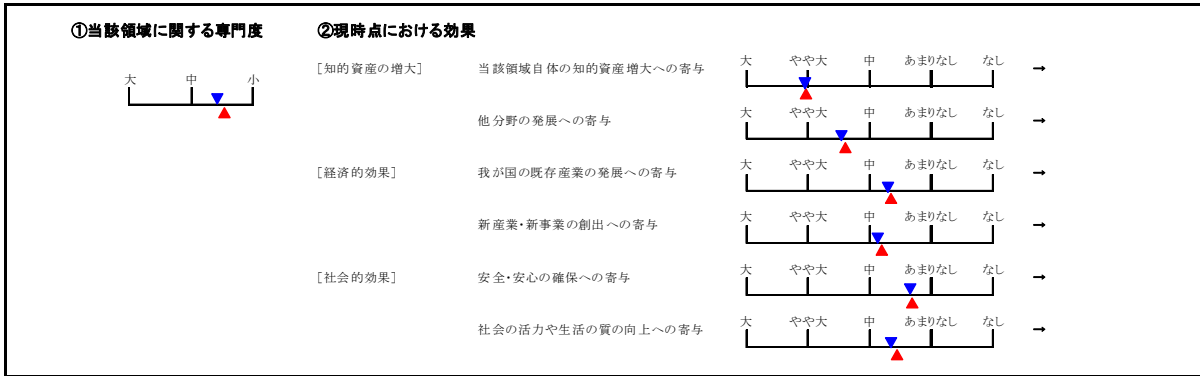 ①当該領域に関する専門度 ②現時点における効果
大 中 小
[知的資産の増大] 当該領域自体の知的資産増大への寄与 大 やや大 中 あまりなし なし →
他分野の発展への寄与 大 やや大 中 あまりなし なし →
[経済的効果] 我が国の既存産業の発展への寄与 大 やや大 中 あまりなし なし →
新産業・新事業の創出への寄与 大 やや大 中 あまりなし なし →
[社会的効果] 安全・安心の確保への寄与 大 やや大 中 あまりなし なし →
社会の活力や生活の質の向上への寄与 大 やや大 中 あまりなし なし →